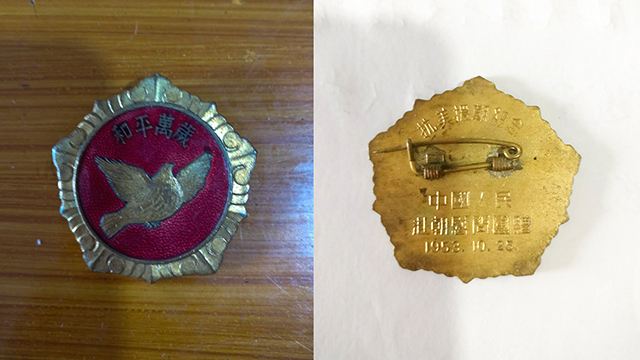 和平萬歲
抗美援朝紀念
中國人民
赴朝慰問團贈
1953.10.25